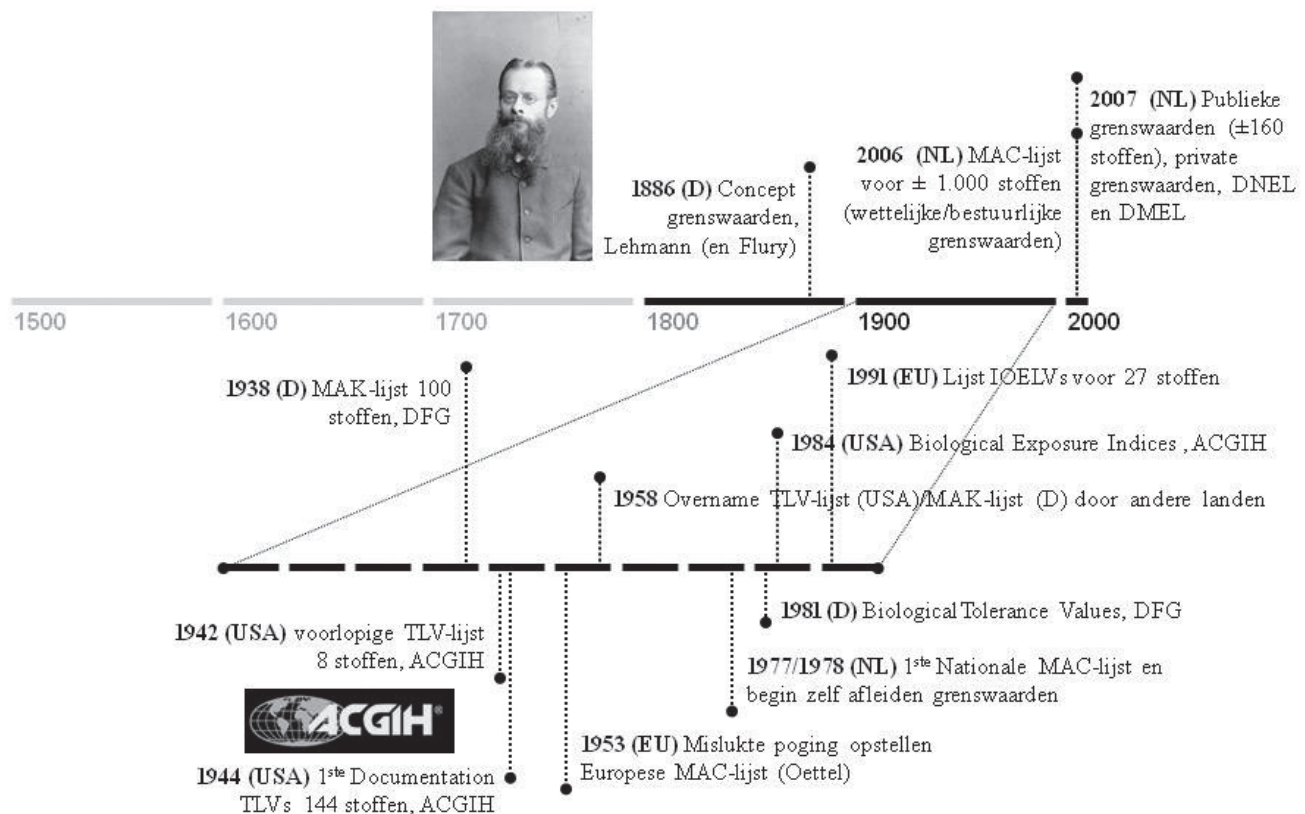 1886 (D) Concept
grenswaarden,
Lehmann (en Flury)
2006 (NL) MAC-lijst
voor ± 1.000 stoffen
(wettelijke/bestuurlijke
grenswaarden)
2007 (NL) Publieke
grenswaarden (±160
stoffen), private
grenswaarden, DNEL
en DMEL
1500 1600 1700 1800 1900 2000
1938 (D) MAK-lijst 100
stoffen, DFG
1991 (EU) Lijst IOELVs voor 27 stoffen
1984 (USA) Biological Exposure Indices , ACGIH
1958 Overname TLV-lijst (USA)/MAK-lijst (D) door andere landen
1942 (USA) voorlopige TLV-lijst
8 stoffen, ACGIH
1981 (D) Biological Tolerance Values, DFG
1977/1978 (NL) 1ste Nationale MAC-lijst en
begin zelf afleiden grenswaarden
ACGIH®
1953 (EU) Mislukte poging opstellen
Europese MAC-lijst (Oettel)
1944 (USA) 1ste Documentation
TLVs 144 stoffen, ACGIH